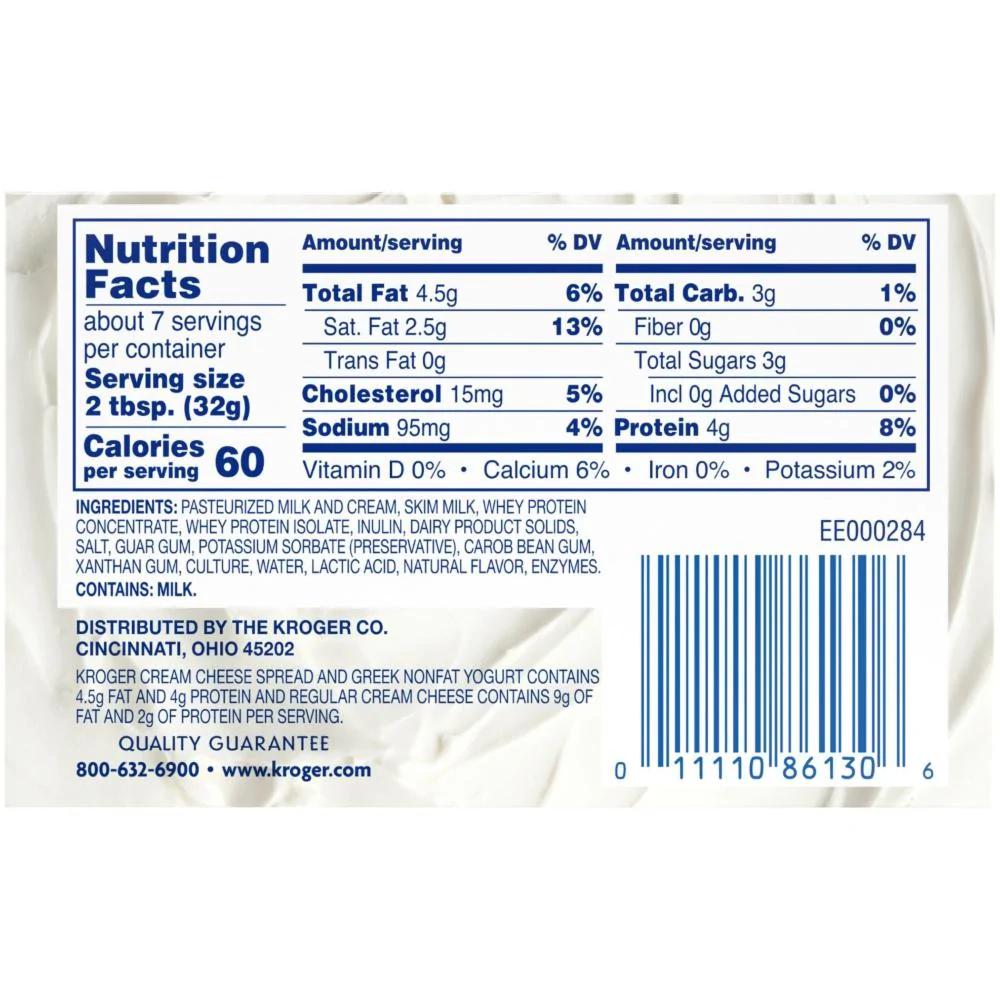 Nutrition
Facts
about 7 servings
per container
Serving size
2 tbsp. (32g)
Calories
per serving 60
Amount/serving % DV
Total Fat 4.5g 6%
Sat. Fat 2.5g 13%
Trans Fat 0g
Cholesterol 15mg 5%
Sodium 95mg 4%
Amount/serving % DV
Total Carb. 3g 1%
Fiber 0g 0%
Total Sugars 3g
Incl 0g Added Sugars 0%
Protein 4g 8%
Vitamin D 0% • Calcium 6% • Iron 0% • Potassium 2%
INGREDIENTS: PASTEURIZED MILK AND CREAM, SKIM MILK, WHEY PROTEIN
CONCENTRATE, WHEY PROTEIN ISOLATE, INULIN, DAIRY PRODUCT SOLIDS,
SALT, GUAR GUM, POTASSIUM SORBATE (PRESERVATIVE), CAROB BEAN GUM,
XANTHAN GUM, CULTURE, WATER, LACTIC ACID, NATURAL FLAVOR, ENZYMES.
CONTAINS: MILK.
EE000284
DISTRIBUTED BY THE KROGER CO.
CINCINNATI, OHIO 45202
KROGER CREAM CHEESE SPREAD AND GREEK NONFAT YOGURT CONTAINS
4.5g FAT AND 4g PROTEIN AND REGULAR CREAM CHEESE CONTAINS 9g OF
FAT AND 2g OF PROTEIN PER SERVING.
QUALITY GUARANTEE
800-632-6900 • www.kroger.com
0 11110 86130 6